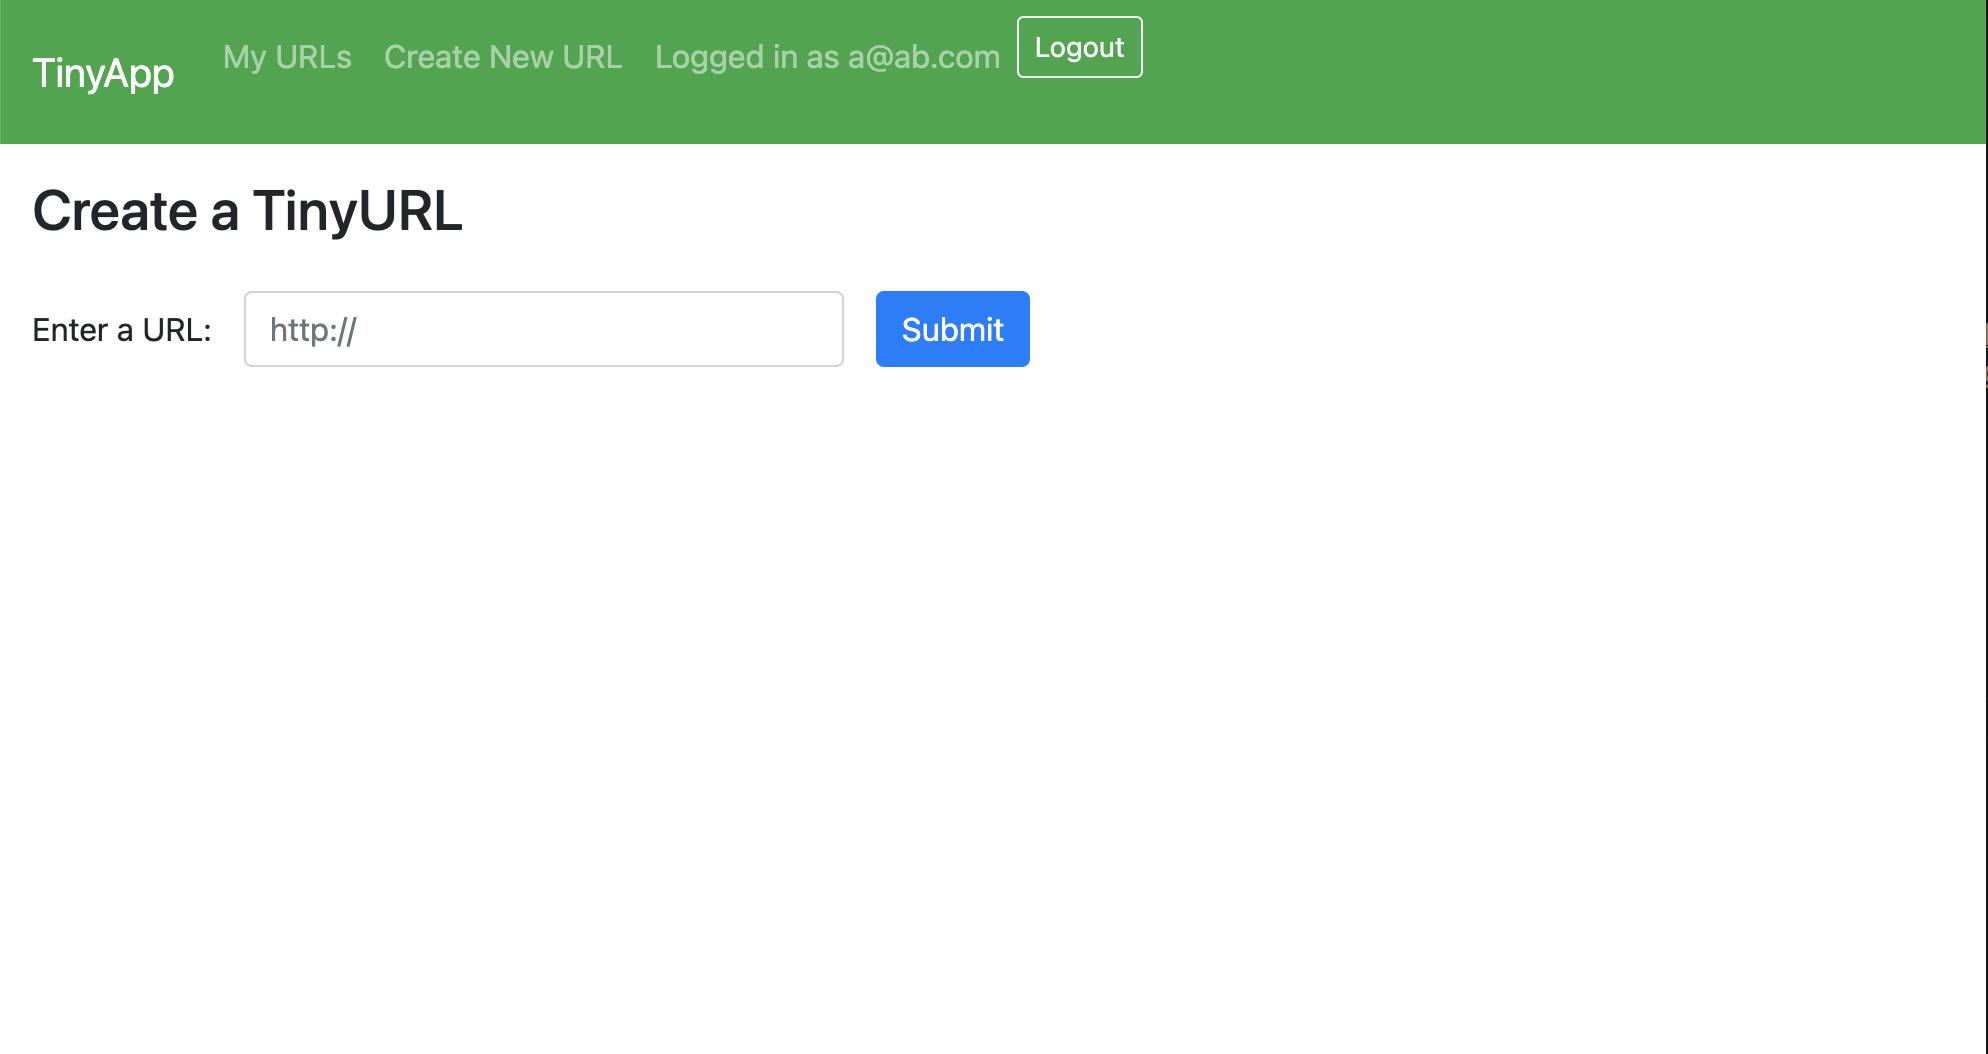 TinyApp My URLs Create New URL Logged in as a@ab.com Logout
Create a TinyURL
Enter a URL: http:// Submit